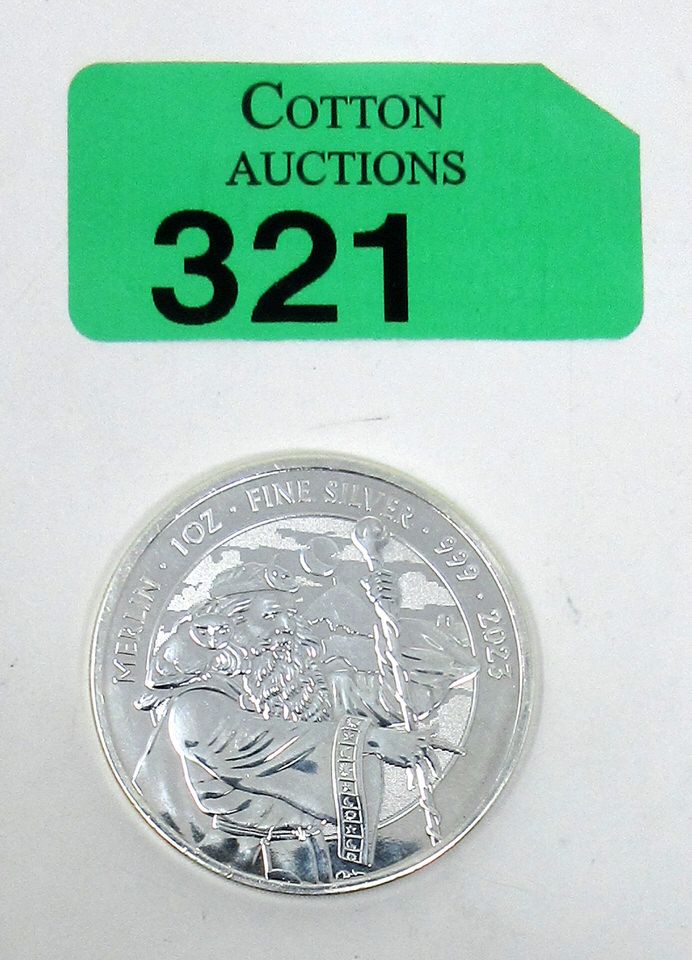 COTTON
AUCTIONS
321
MERLIN · 1OZ · FINE SILVER · 999 · 2023